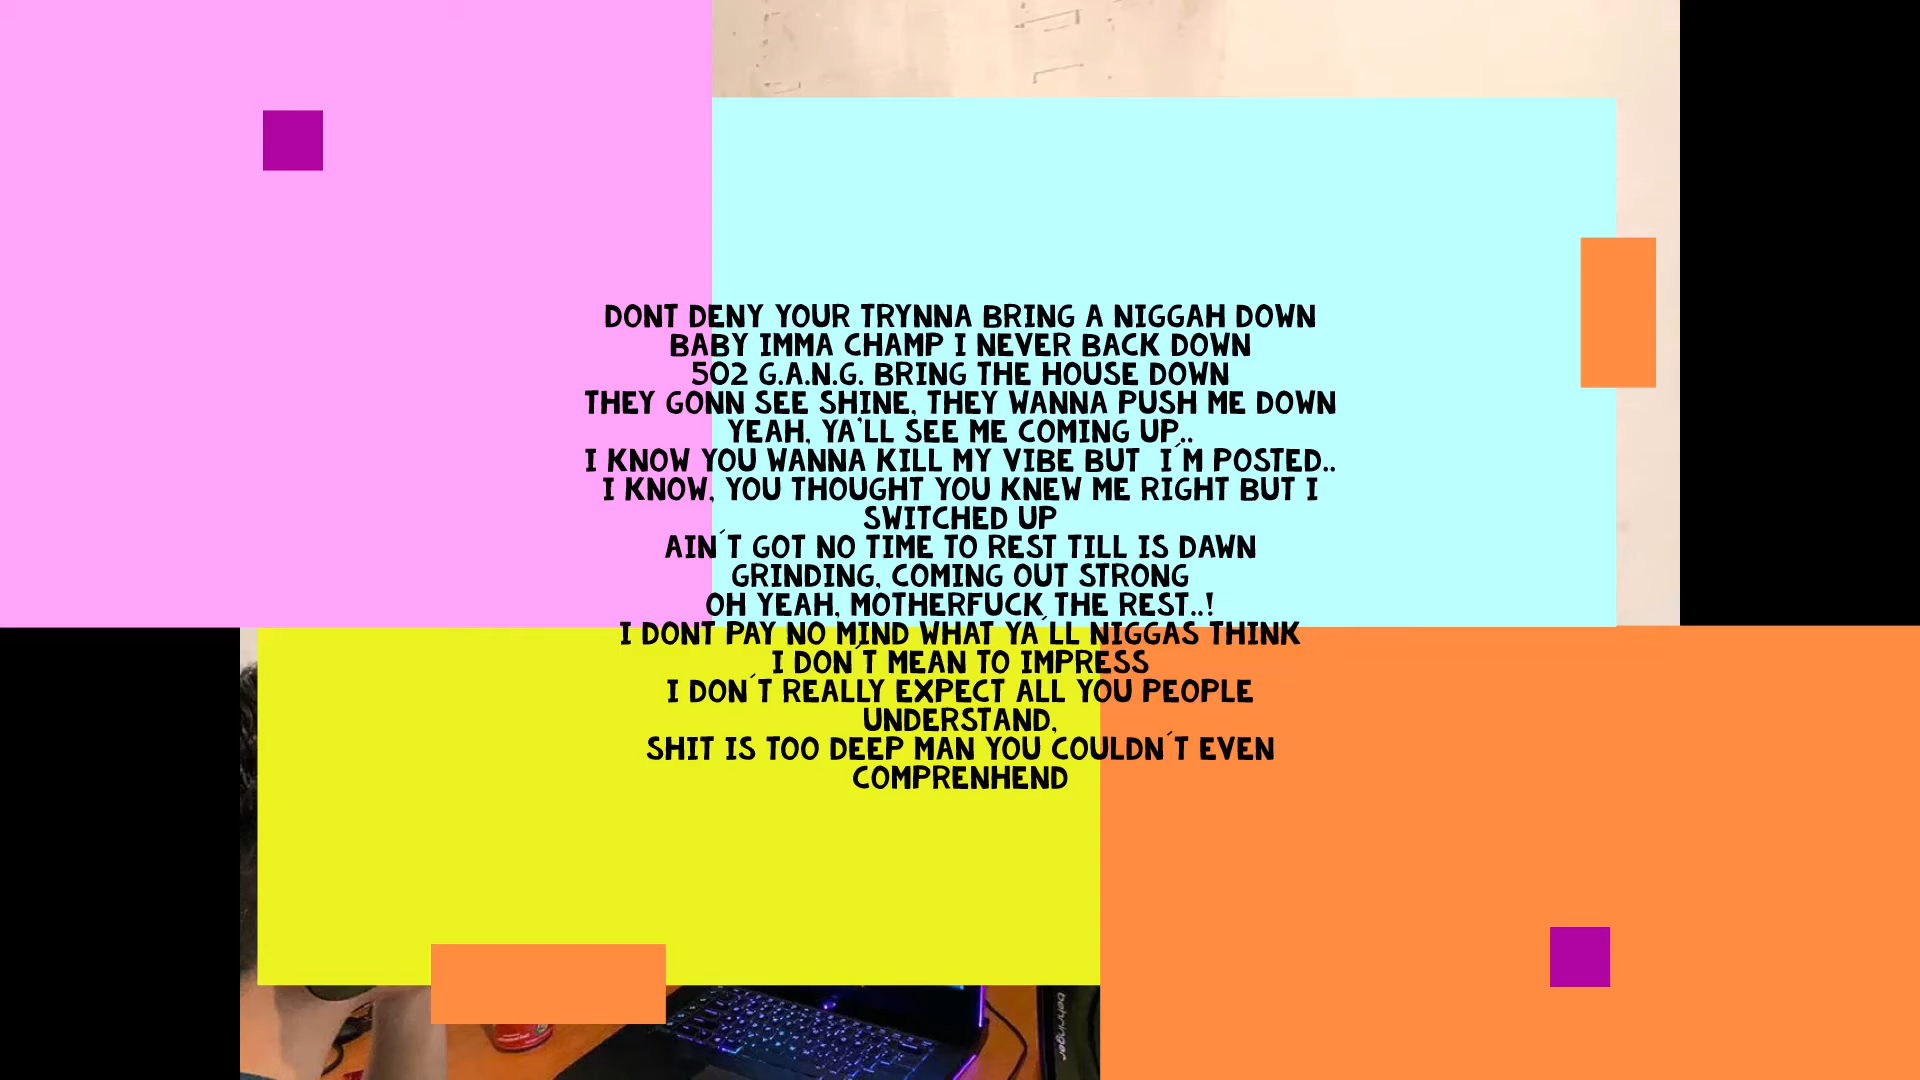 DONT DENY YOUR TRYNNA BRING A NIGGAH DOWN
BABY IMMA CHAMP I NEVER BACK DOWN
502 G.A.N.G. BRING THE HOUSE DOWN
THEY GONN SEE SHINE, THEY WANNA PUSH ME DOWN
YEAH, YA'LL SEE ME COMING UP..
I KNOW YOU WANNA KILL MY VIBE BUT  I´M POSTED..
I KNOW, YOU THOUGHT YOU KNEW ME RIGHT BUT I
SWITCHED UP
AIN´T GOT NO TIME TO REST TILL IS DAWN
GRINDING, COMING OUT STRONG
OH YEAH, MOTHERFUCK THE REST..!
I DONT PAY NO MIND WHAT YA´LL NIGGAS THINK
I DON´T MEAN TO IMPRESS
I DON´T REALLY EXPECT ALL YOU PEOPLE
UNDERSTAND,
SHIT IS TOO DEEP MAN YOU COULDN´T EVEN
COMPRENHEND
behringer